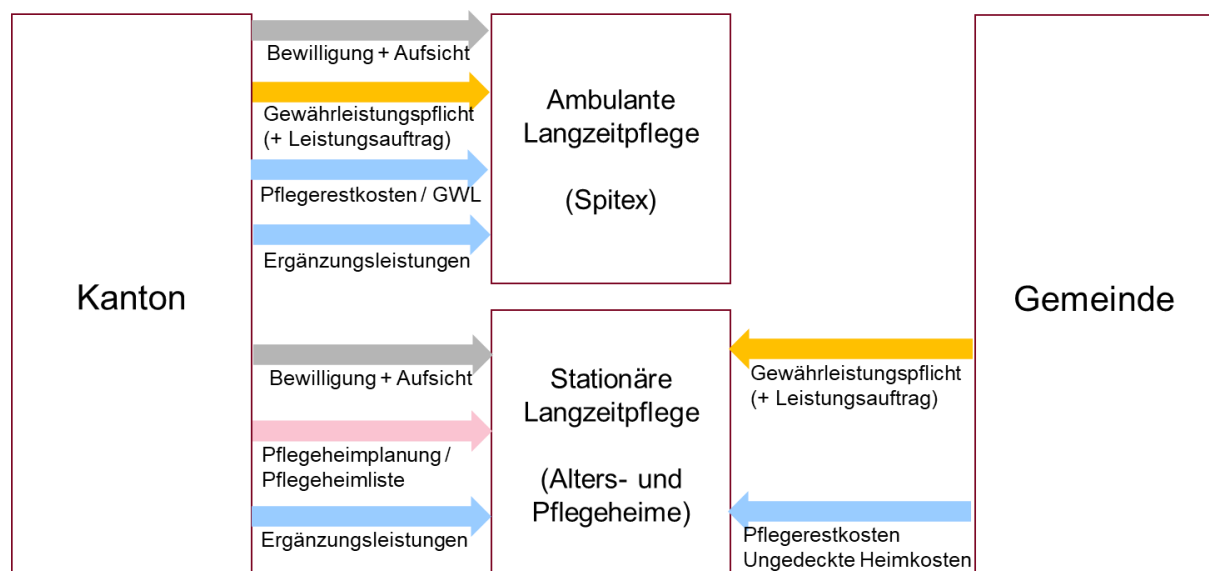 Kanton
Bewilligung + Aufsicht
Gewährleistungspflicht
(+ Leistungsauftrag)
Pflegerestkosten / GWL
Ergänzungsleistungen
Bewilligung + Aufsicht
Pflegeheimplanung /
Pflegeheimliste
Ergänzungsleistungen
Ambulante
Langzeitpflege
(Spitex)
Stationäre
Langzeitpflege
(Alters- und
Pflegeheime)
Gewährleistungspflicht
(+ Leistungsauftrag)
Pflegerestkosten
Ungedeckte Heimkosten
Gemeinde